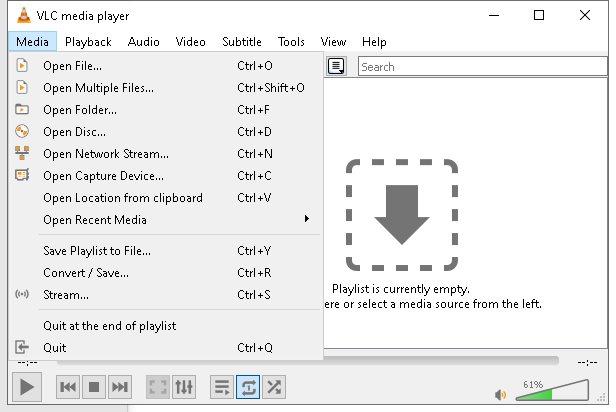 VLC media player
Media Playback Audio Video Subtitle Tools View Help
Open File... Ctrl+O
Open Multiple Files... Ctrl+Shift+O
Open Folder... Ctrl+F
Open Disc... Ctrl+D
Open Network Stream... Ctrl+N
Open Capture Device... Ctrl+C
Open Location from clipboard Ctrl+V
Open Recent Media
Save Playlist to File... Ctrl+Y
Convert / Save... Ctrl+R
Stream... Ctrl+S
Quit at the end of playlist
Quit Ctrl+Q
Search
Playlist is currently empty.
ere or select a media source from the left.
--:-- --:--
61%